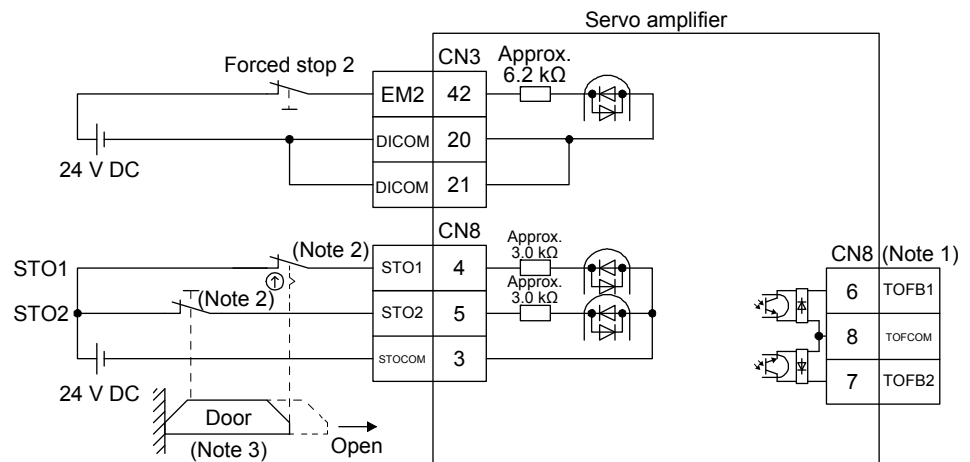 Servo amplifier
CN3
Approx.
6.2 kΩ
Forced stop 2
EM2 42
DICOM 20
24 V DC
DICOM 21
CN8
(Note 2)
Approx.
3.0 kΩ
STO1
STO1 4
Approx.
3.0 kΩ
(Note 2)
STO2
STO2 5
STOCOM 3
24 V DC
Door
(Note 3)
Open
CN8 (Note 1)
6 TOFB1
8 TOFCOM
7 TOFB2